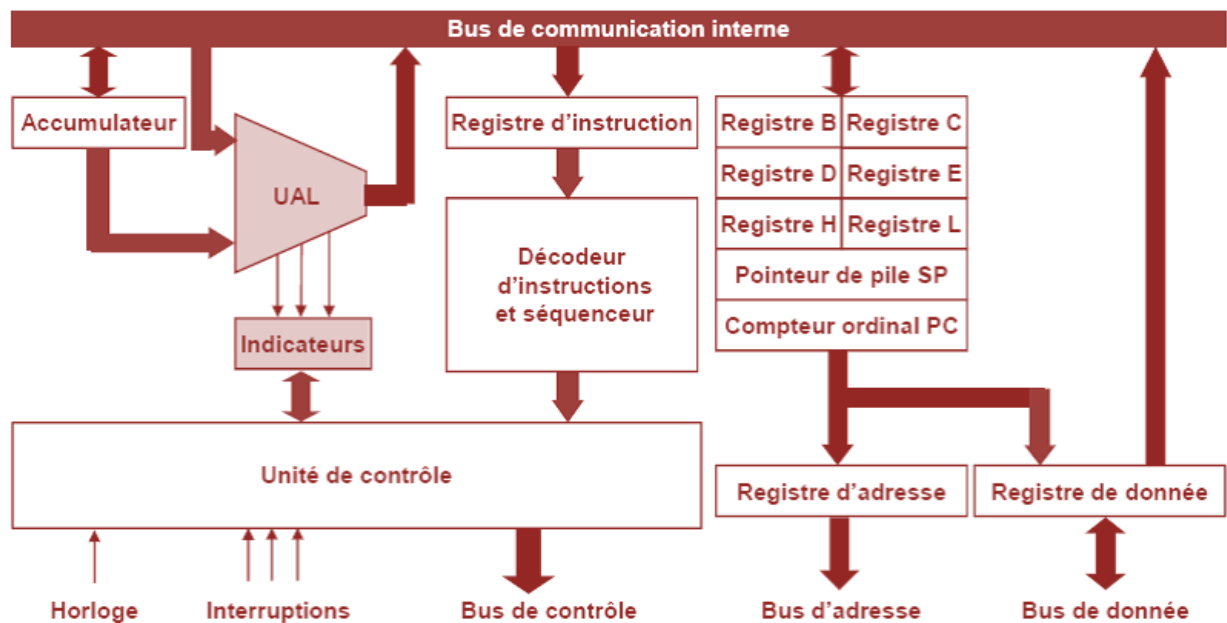 Bus de communication interne
Accumulateur
Registre d'instruction
Registre B
Registre C
UAL
Registre D
Registre E
Registre H
Registre L
Décodeur
d'instructions
et séquenceur
Pointeur de pile SP
Indicateurs
Compteur ordinal PC
Unité de contrôle
Registre d'adresse
Registre de donnée
Horloge
Interruptions
Bus de contrôle
Bus d'adresse
Bus de donnée